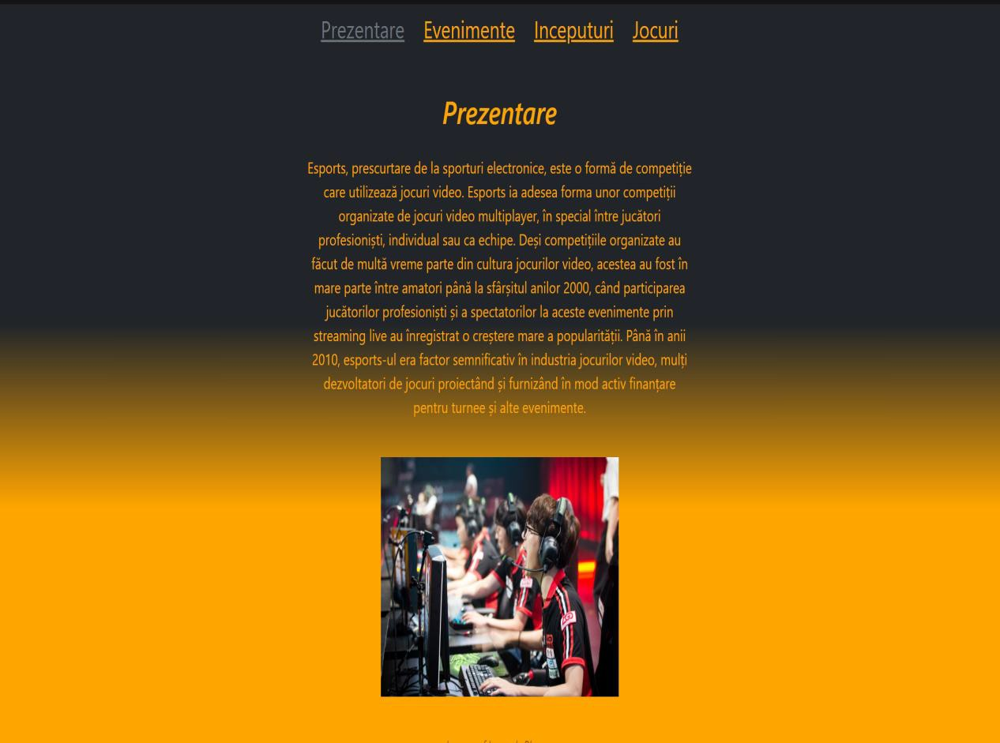 Prezentare Evenimente Inceputuri Jocuri
Prezentare
Esports, prescurtare de la sporturi electronice, este o formă de competiție
care utilizează jocuri video. Esports ia adesea forma unor competiții
organizate de jocuri video multiplayer, în special între jucători
profesioniști, individual sau ca echipe. Deși competițiile organizate au
făcut de multă vreme parte din cultura jocurilor video, acestea au fost în
mare parte între amatori până la sfârșitul anilor 2000, când participarea
jucătorilor profesioniști și a spectatorilor la aceste evenimente prin
streaming live au înregistrat o creștere mare a popularității. Până în anii
2010, esports-ul era factor semnificativ în industria jocurilor video, mulți
dezvoltatori de jocuri proiectând și furnizând în mod activ finanțare
pentru turnee și alte evenimente.